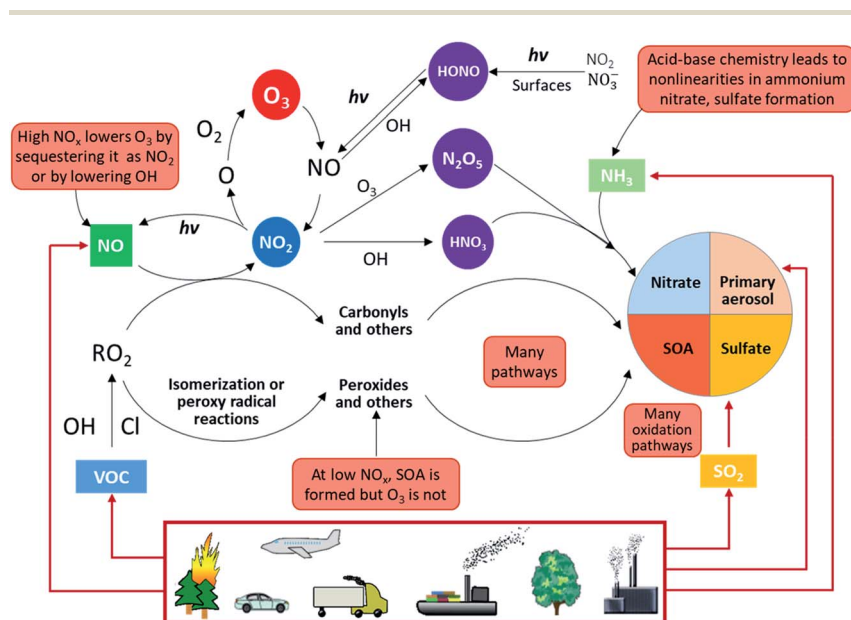 O₃
hν
HONO
hν
Surfaces
NO₂
NO₃⁻
Acid-base chemistry leads to
nonlinearities in ammonium
nitrate, sulfate formation
High NOₓ lowers O₃ by
sequestering it as NO₂
or by lowering OH
O₂
O
NO
OH
N₂O₅
O₃
NH₃
NO
hν
NO₂
OH
HNO₃
Nitrate
Primary
aerosol
SOA
Sulfate
Carbonyls
and others
RO₂
Isomerization or
peroxy radical
reactions
Peroxides
and others
Many
pathways
OH
Cl
VOC
At low NOₓ, SOA is
formed but O₃ is not
Many
oxidation
pathways
SO₂